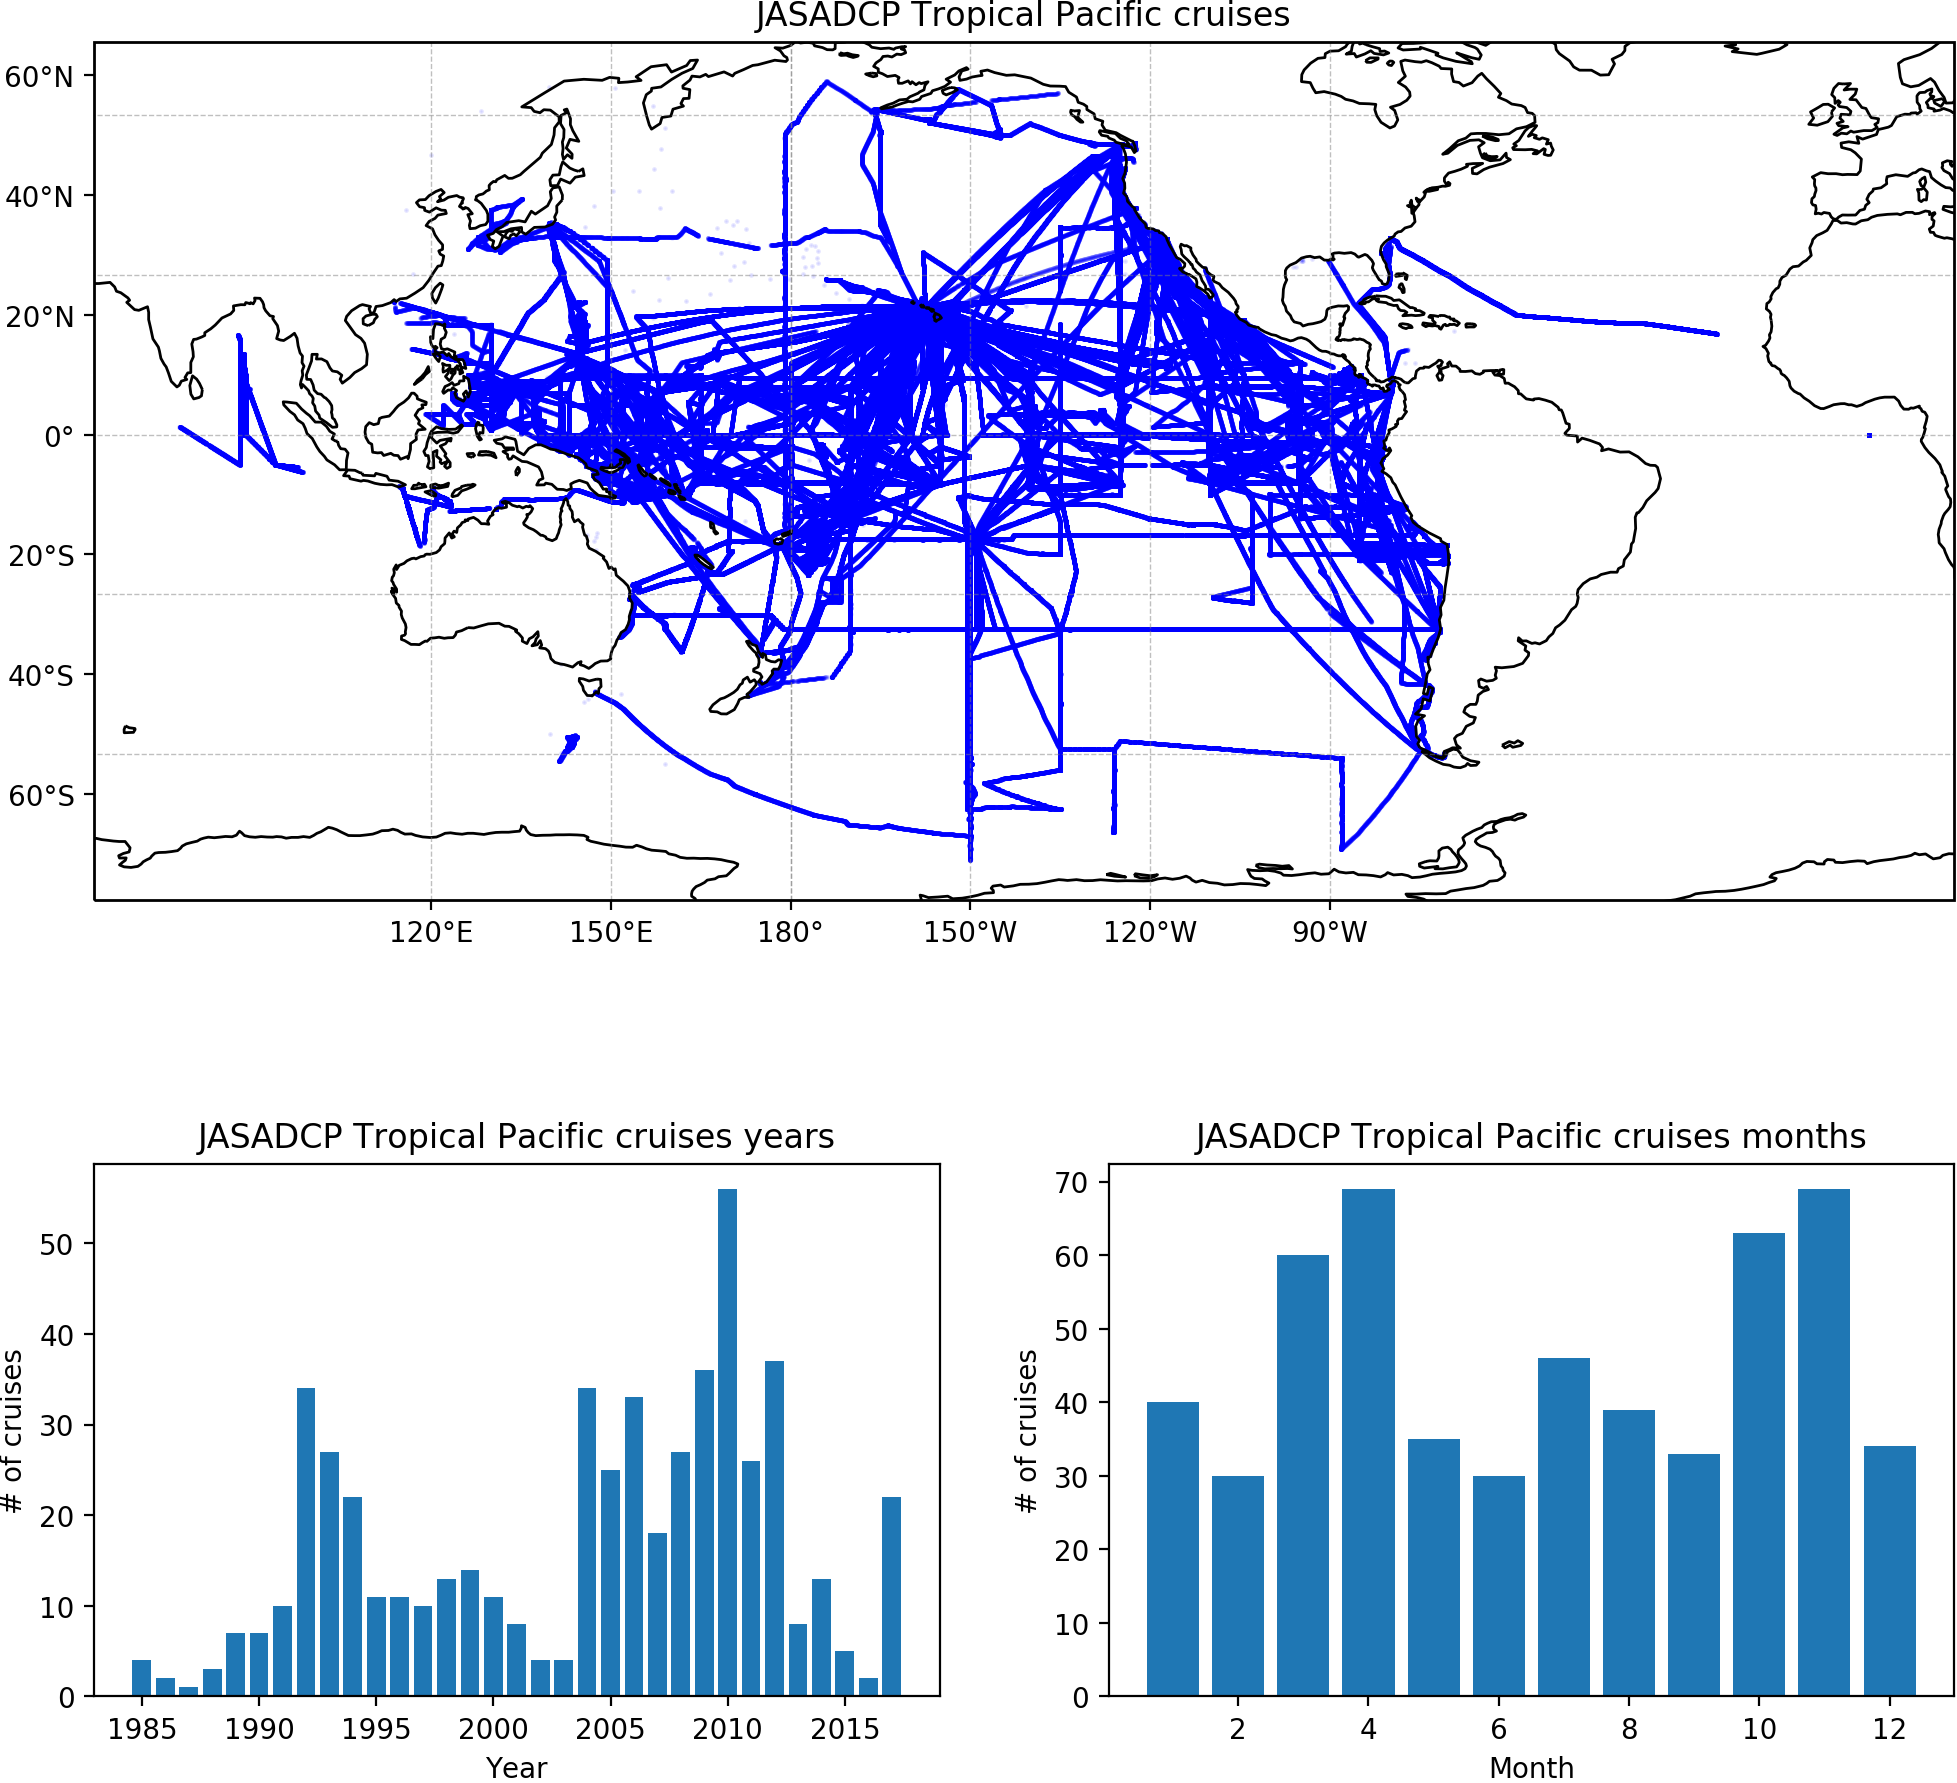 JASADCP Tropical Pacific cruises
60°N
40°N
20°N
0°
20°S
40°S
60°S
120°E 150°E 180° 150°W 120°W 90°W
JASADCP Tropical Pacific cruises years
# of cruises
50
40
30
20
10
0
1985 1990 1995 2000 2005 2010 2015
Year
JASADCP Tropical Pacific cruises months
# of cruises
70
60
50
40
30
20
10
0
2 4 6 8 10 12
Month